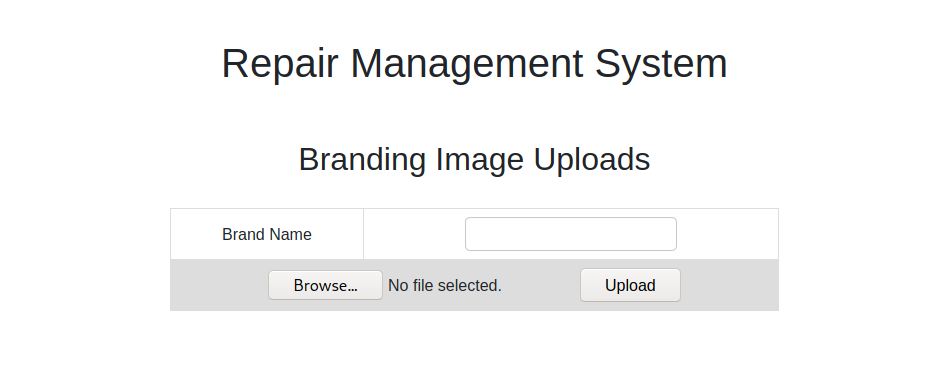 Repair Management System
Branding Image Uploads
Brand Name
Browse... No file selected. Upload